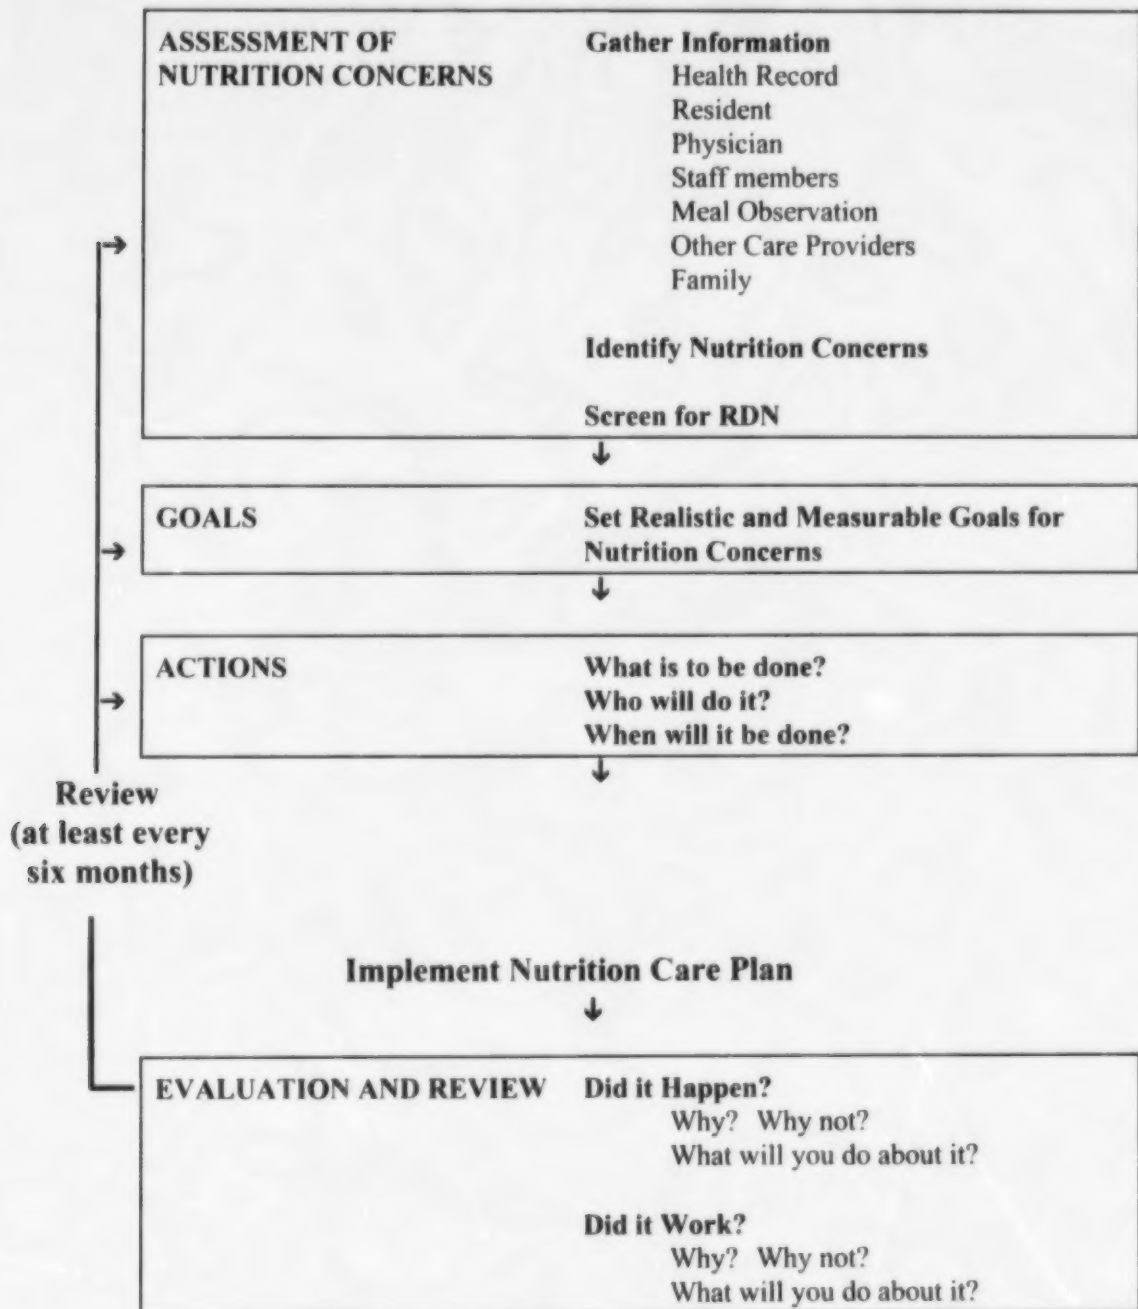 ASSESSMENT OF
NUTRITION CONCERNS
Gather Information
Health Record
Resident
Physician
Staff members
Meal Observation
Other Care Providers
Family
Identify Nutrition Concerns
Screen for RDN
GOALS
Set Realistic and Measurable Goals for
Nutrition Concerns
ACTIONS
What is to be done?
Who will do it?
When will it be done?
Review
(at least every
six months)
Implement Nutrition Care Plan
EVALUATION AND REVIEW
Did it Happen?
Why? Why not?
What will you do about it?
Did it Work?
Why? Why not?
What will you do about it?